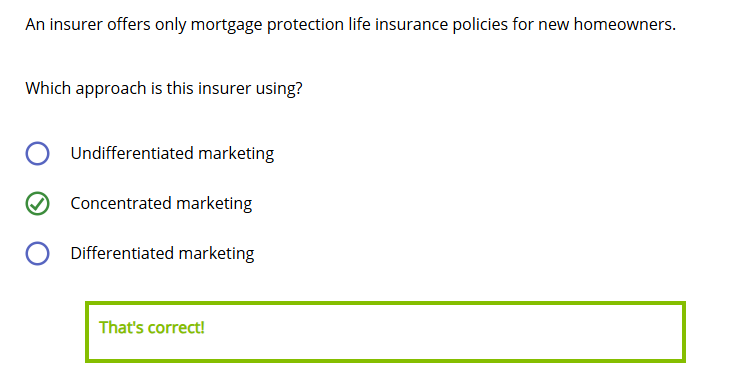 An insurer offers only mortgage protection life insurance policies for new homeowners.
Which approach is this insurer using?
Undifferentiated marketing
Concentrated marketing
Differentiated marketing
That's correct!